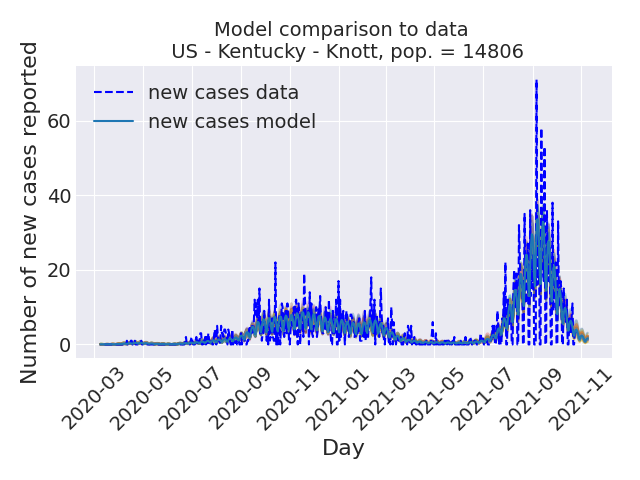 Model comparison to data
US - Kentucky - Knott, pop. = 14806
Number of new cases reported
new cases data
new cases model
60
40
20
0
2020-03
2020-05
2020-07
2020-09
2020-11
2021-01
2021-03
2021-05
2021-07
2021-09
2021-11
Day